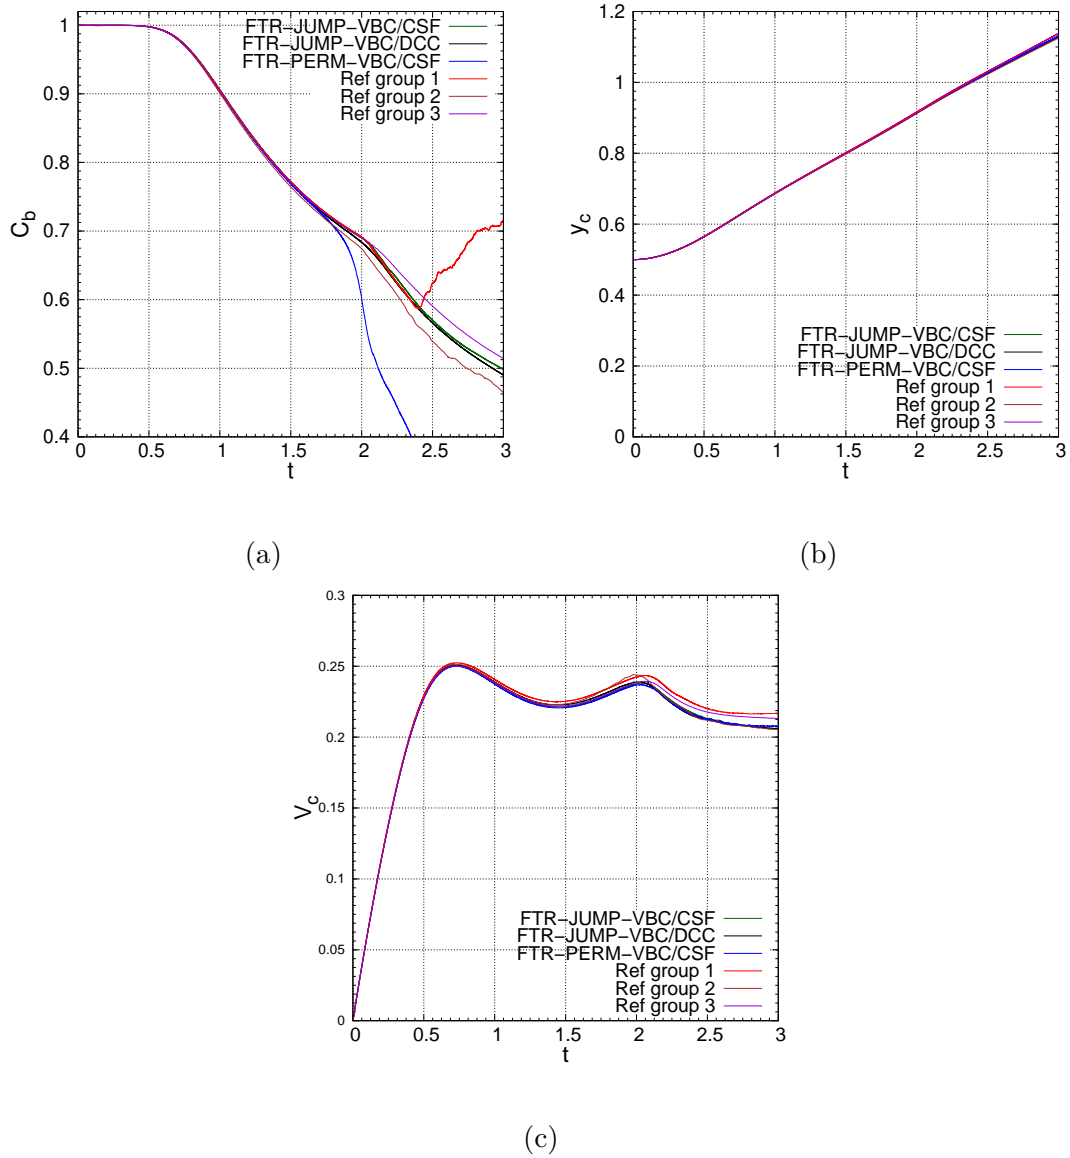 1
0.9
0.8
0.7
0.6
0.5
0.4
C_b
0 0.5 1 1.5 2 2.5 3
t
FTR-JUMP-VBC/CSF
FTR-JUMP-VBC/DCC
FTR-PERM-VBC/CSF
Ref group 1
Ref group 2
Ref group 3
(a)
1.2
1
0.8
0.6
0.4
0.2
0
y_c
0 0.5 1 1.5 2 2.5 3
t
FTR-JUMP-VBC/CSF
FTR-JUMP-VBC/DCC
FTR-PERM-VBC/CSF
Ref group 1
Ref group 2
Ref group 3
(b)
0.3
0.25
0.2
0.15
0.1
0.05
0
V_c
0 0.5 1 1.5 2 2.5 3
t
FTR-JUMP-VBC/CSF
FTR-JUMP-VBC/DCC
FTR-PERM-VBC/CSF
Ref group 1
Ref group 2
Ref group 3
(c)